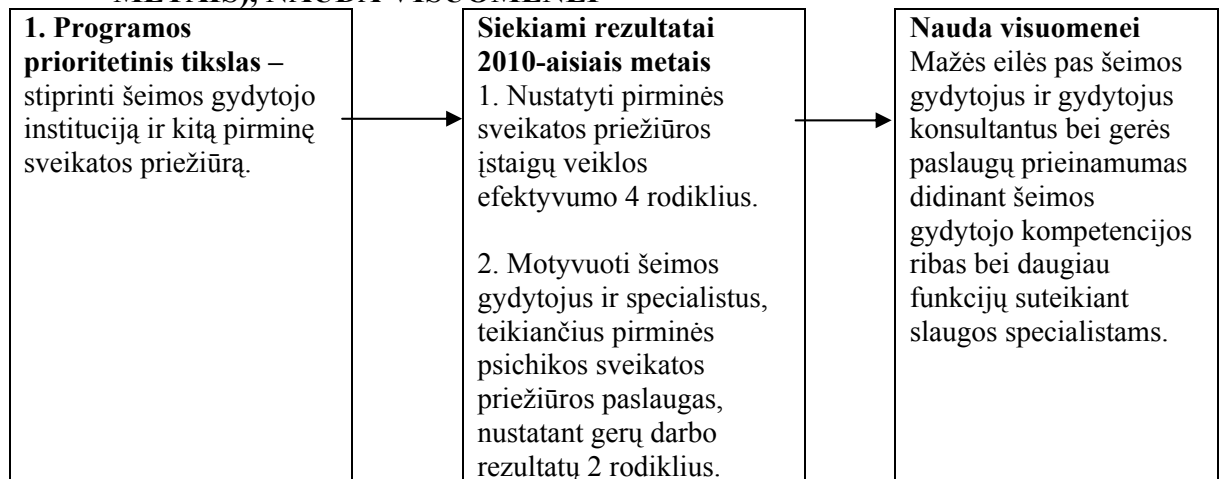 METAIS), NAUDA VISUOMENEI
1. Programos
prioritetinis tikslas –
stiprinti šeimos gydytojo
instituciją ir kitą pirminę
sveikatos priežiūrą.
Siekiami rezultatai
2010-aisiais metais
1. Nustatyti pirminės
sveikatos priežiūros
įstaigų veiklos
efektyvumo 4 rodiklius.
2. Motyvuoti šeimos
gydytojus ir specialistus,
teikiančius pirminės
psichikos sveikatos
priežiūros paslaugas,
nustatant gerų darbo
rezultatų 2 rodiklius.
Nauda visuomenei
Mažės eilės pas šeimos
gydytojus ir gydytojus
konsultantus bei gerės
paslaugų prieinamumas
didinant šeimos
gydytojo kompetencijos
ribas bei daugiau
funkcijų suteikiant
slaugos specialistams.